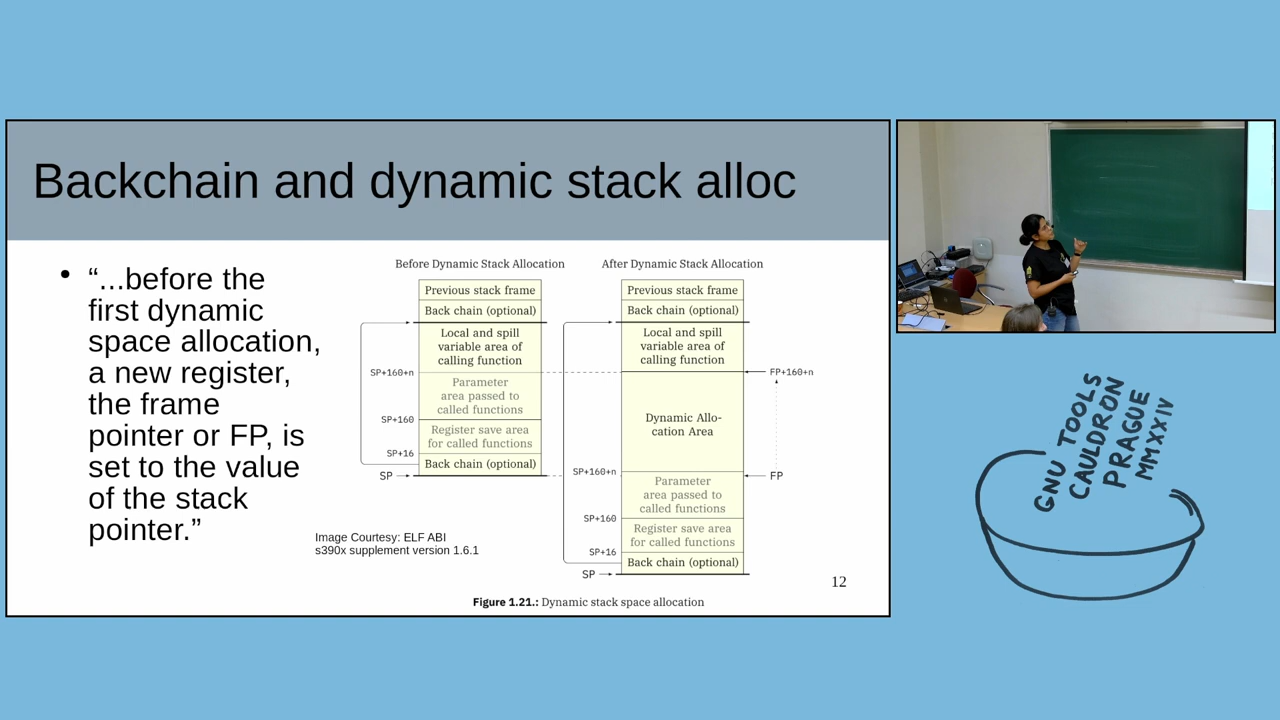 Backchain and dynamic stack alloc
• “...before the
first dynamic
space allocation,
a new register,
the frame
pointer or FP, is
set to the value
of the stack
pointer.”
Before Dynamic Stack Allocation
Previous stack frame
Back chain (optional)
Local and spill
variable area of
calling function
SP+160+n
Parameter
area passed to
called functions
SP+160
Register save area
for called functions
SP+16
Back chain (optional)
SP
After Dynamic Stack Allocation
Previous stack frame
Back chain (optional)
Local and spill
variable area of
calling function
FP+160+n
Dynamic Allo-
cation Area
SP+160+n
FP
Parameter
area passed to
called functions
SP+160
Register save area
for called functions
SP+16
Back chain (optional)
SP
Image Courtesy: ELF ABI
s390x supplement version 1.6.1
12
Figure 1.21.: Dynamic stack space allocation
GNU TOOLS
CAULDRON
PRAGUE
MMXXIV